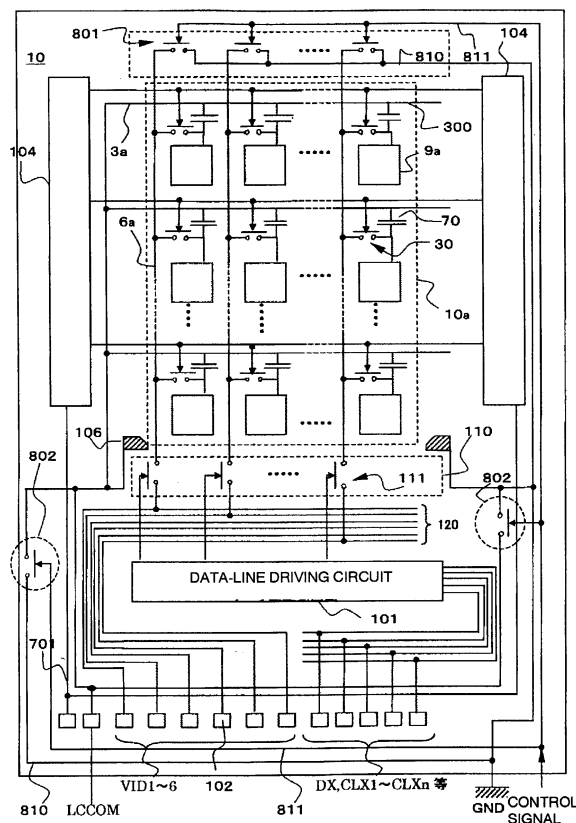 801
10
810
811
104
104
3a
300
9a
6a
70
30
10a
106
802
110
111
802
120
DATA-LINE DRIVING CIRCUIT
101
701
VID1~6
102
DX,CLX1~CLXn 等
810
LCCOM
811
GND
CONTROL
SIGNAL